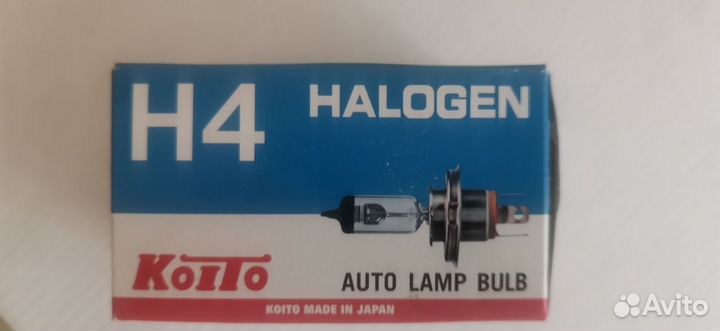 H4 HALOGEN
KOITO
AUTO LAMP BULB
KOITO MADE IN JAPAN
Avito